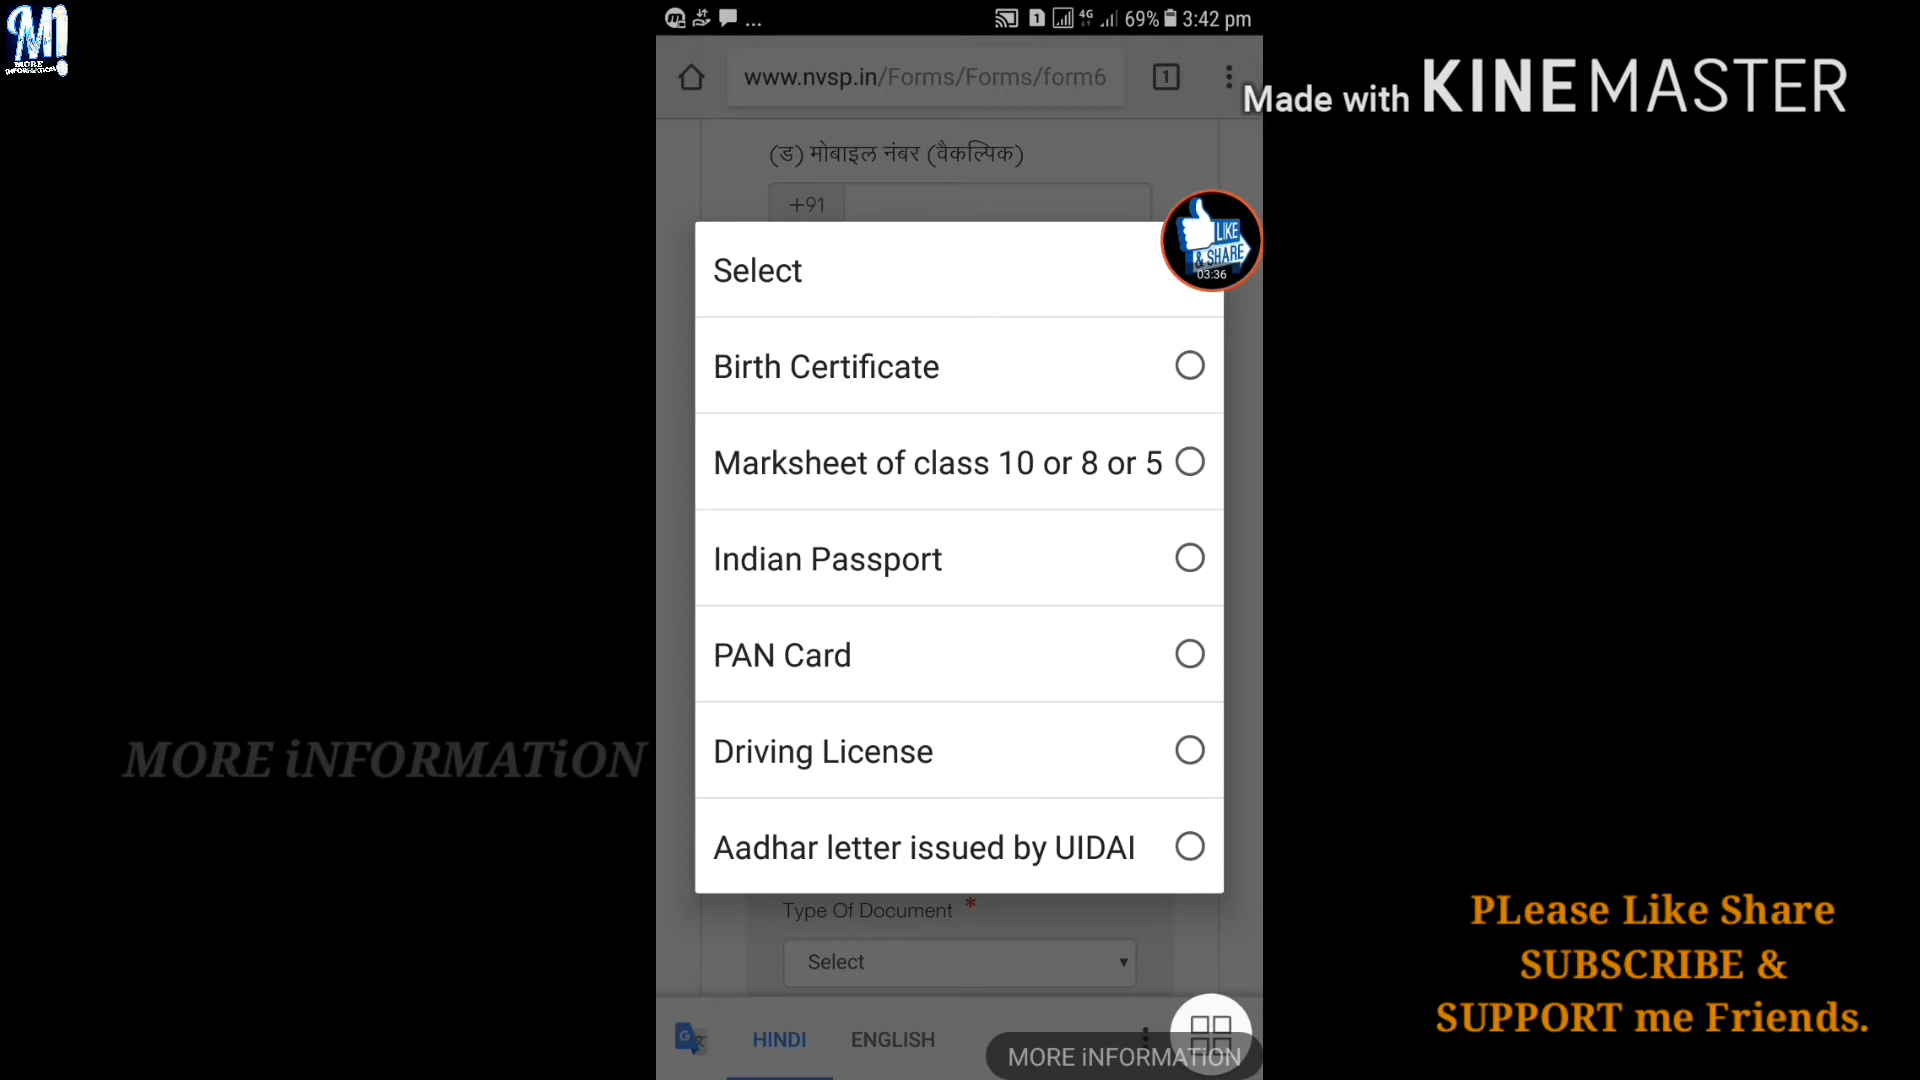 M!
MORE
INFORMATION
... 1 4G 69% 3:42 pm
www.nvsp.in/Forms/Forms/form6
1
Made with KINEMASTER
(ड) मोबाइल नंबर (वैकल्पिक)
+91
LIKE
& SHARE
03:36
Select
Birth Certificate
Marksheet of class 10 or 8 or 5
Indian Passport
PAN Card
Driving License
Aadhar letter issued by UIDAI
MORE iNFORMATiON
Type Of Document *
Select
PLease Like Share
SUBSCRIBE &
SUPPORT me Friends.
HINDI ENGLISH
MORE iNFORMATiON